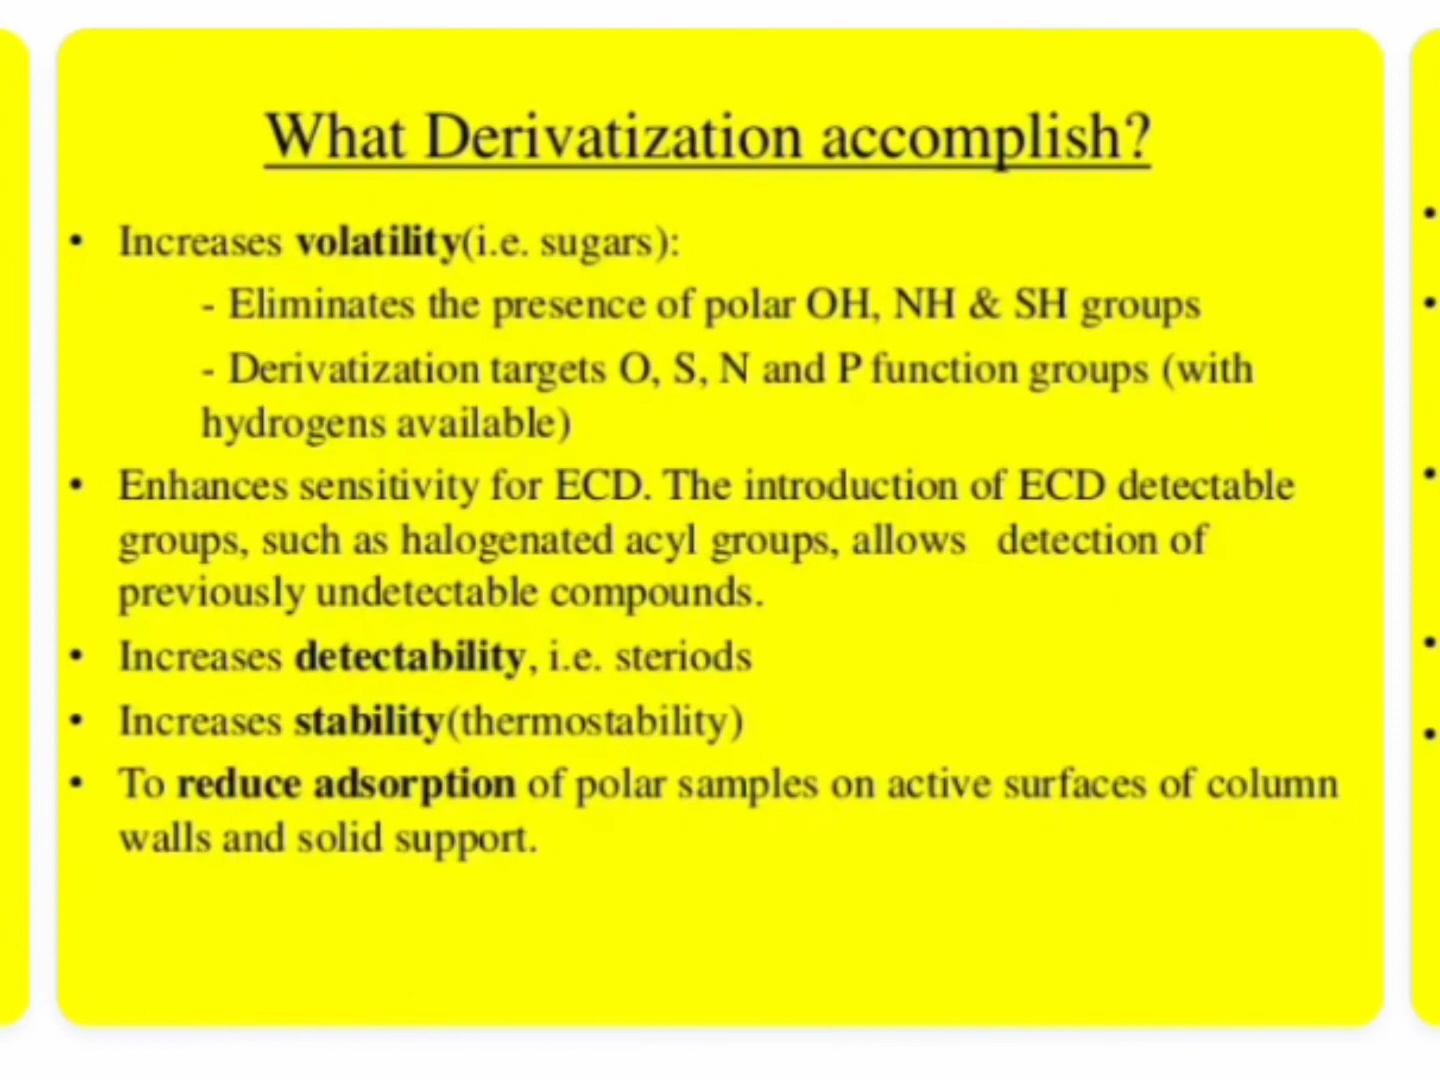 What Derivatization accomplish?
• Increases volatility(i.e. sugars):
- Eliminates the presence of polar OH, NH & SH groups
- Derivatization targets O, S, N and P function groups (with
hydrogens available)
• Enhances sensitivity for ECD. The introduction of ECD detectable
groups, such as halogenated acyl groups, allows detection of
previously undetectable compounds.
• Increases detectability, i.e. steriods
• Increases stability(thermostability)
• To reduce adsorption of polar samples on active surfaces of column
walls and solid support.